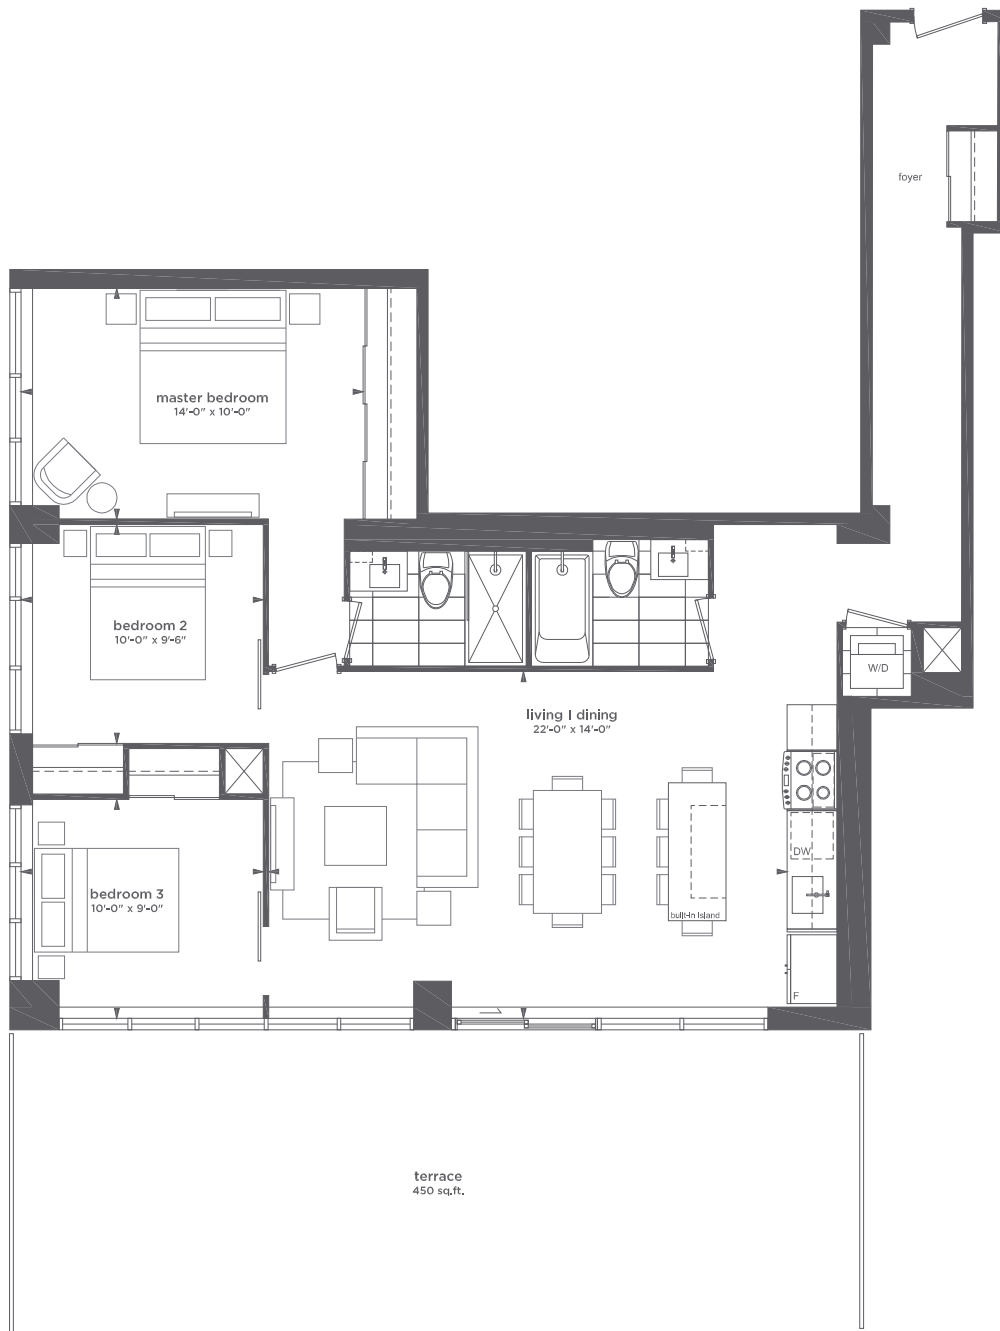 foyer
master bedroom
14'-0" x 10'-0"
bedroom 2
10'-0" x 9'-6"
W/D
living | dining
22'-0" x 14'-0"
DW
bedroom 3
10'-0" x 9'-0"
built-in island
F
terrace
450 sq.ft.